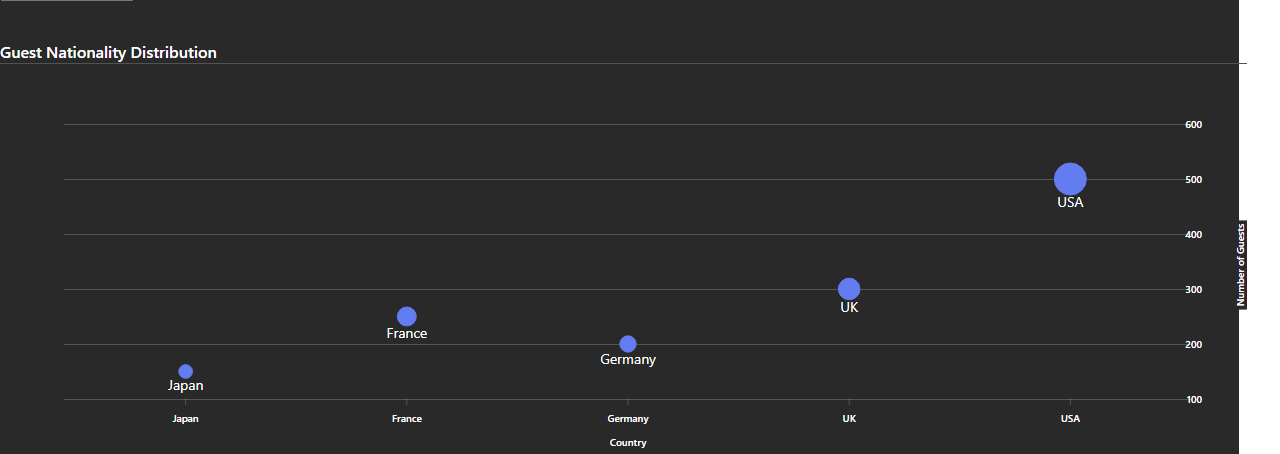 Guest Nationality Distribution
600
500
USA
400
Number of Guests
300
UK
France
200
Germany
Japan
100
Japan
France
Germany
UK
USA
Country